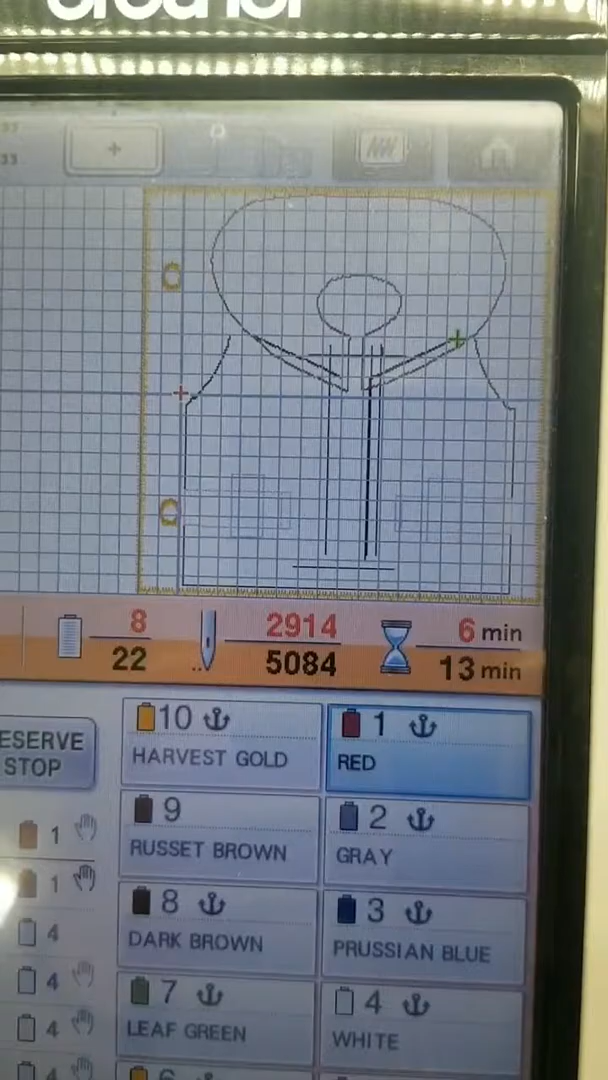 +
8
22
2914
5084
6 min
13 min
ESERVE
STOP
10
HARVEST GOLD
1
RED
9
RUSSET BROWN
2
GRAY
8
DARK BROWN
3
PRUSSIAN BLUE
7
LEAF GREEN
4
WHITE
1
1
4
4
4
4